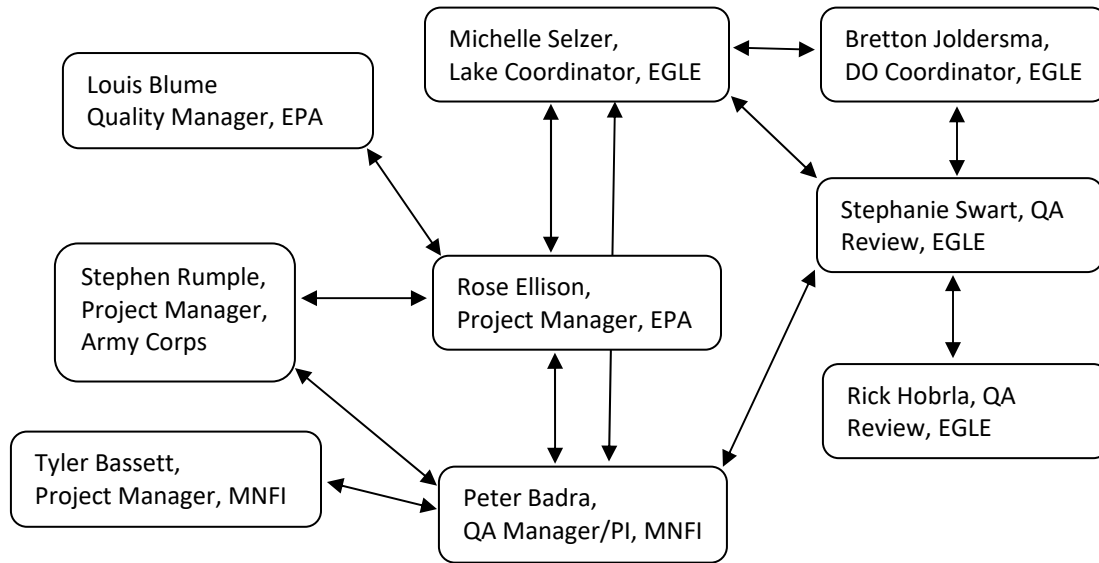 Michelle Selzer,
Lake Coordinator, EGLE
Bretton Joldersma,
DO Coordinator, EGLE
Louis Blume
Quality Manager, EPA
Stephanie Swart, QA
Review, EGLE
Stephen Rumple,
Project Manager,
Army Corps
Rose Ellison,
Project Manager, EPA
Rick Hobrla, QA
Review, EGLE
Tyler Bassett,
Project Manager, MNFI
Peter Badra,
QA Manager/PI, MNFI